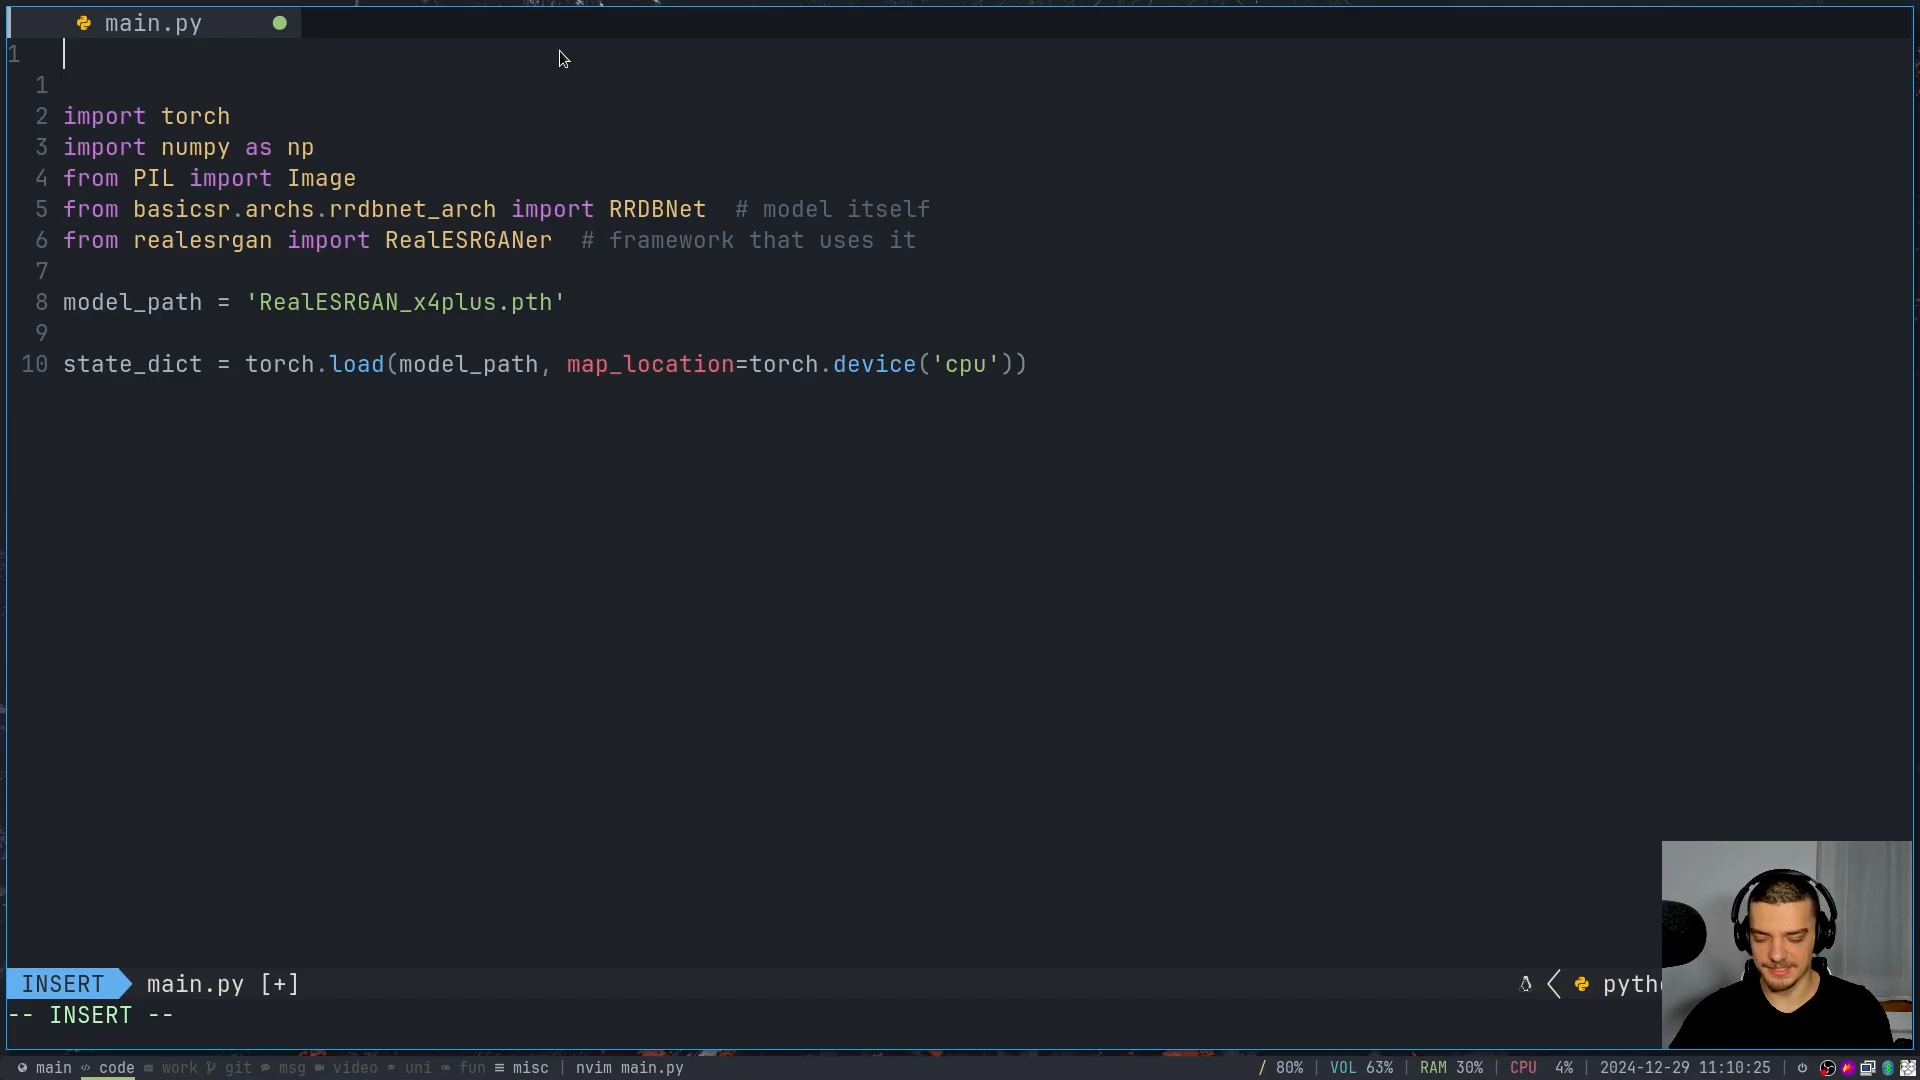 main.py
1
1
2 import torch
3 import numpy as np
4 from PIL import Image
5 from basicsr.archs.rrdbnet_arch import RRDBNet  # model itself
6 from realesrgan import RealESRGANer  # framework that uses it
7
8 model_path = 'RealESRGAN_x4plus.pth'
9
10 state_dict = torch.load(model_path, map_location=torch.device('cpu'))
INSERT main.py [+] pytho
-- INSERT --
main code work git msg video uni fun misc | nvim main.py / 80% | VOL 63% | RAM 30% | CPU 4% | 2024-12-29 11:10:25 |